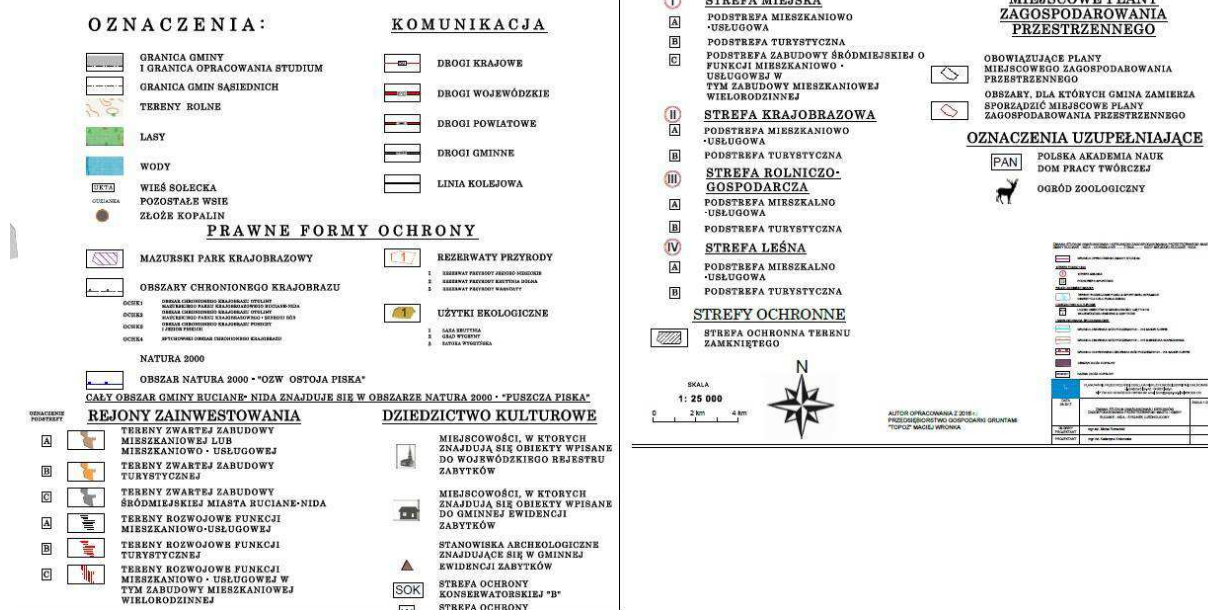 OZNACZENIA:
GRANICA GMINY
I GRANICA OPRACOWANIA STUDIUM
GRANICA GMIN SĄSIEDNICH
TERENY ROLNE
LASY
WODY
UKTA
WIEŚ SOŁECKA
GUZIANKA
POZOSTAŁE WSIE
ZŁOŻE KOPALIN
KOMUNIKACJA
DROGI KRAJOWE
DROGI WOJEWÓDZKIE
DROGI POWIATOWE
DROGI GMINNE
LINIA KOLEJOWA
PRAWNE FORMY OCHRONY
MAZURSKI PARK KRAJOBRAZOWY
OBSZARY CHRONIONEGO KRAJOBRAZU
NATURA 2000
OBSZAR NATURA 2000 - "OZW OSTOJA PISKA"
1
REZERWATY PRZYRODY
1
UŻYTKI EKOLOGICZNE
CAŁY OBSZAR GMINY RUCIANE- NIDA ZNAJDUJE SIĘ W OBSZARZE NATURA 2000 - "PUSZCZA PISKA"
OZNACZENIE
PODSTREFY
REJONY ZAINWESTOWANIA
A
TERENY ZWARTEJ ZABUDOWY
MIESZKANIOWEJ LUB
MIESZKANIOWO - USŁUGOWEJ
B
TERENY ZWARTEJ ZABUDOWY
TURYSTYCZNEJ
C
TERENY ZWARTEJ ZABUDOWY
ŚRÓDMIEJSKIEJ MIASTA RUCIANE-NIDA
A
TERENY ROZWOJOWE FUNKCJI
MIESZKANIOWO-USŁUGOWEJ
B
TERENY ROZWOJOWE FUNKCJI
TURYSTYCZNEJ
C
TERENY ROZWOJOWE FUNKCJI
MIESZKANIOWO - USŁUGOWEJ W
TYM ZABUDOWY MIESZKANIOWEJ
WIELORODZINNEJ
DZIEDZICTWO KULTUROWE
MIEJSCOWOŚCI, W KTORYCH
ZNAJDUJĄ SIĘ OBIEKTY WPISANE
DO WOJEWÓDZKIEGO REJESTRU
ZABYTKÓW
MIEJSCOWOŚCI, W KTORYCH
ZNAJDUJĄ SIĘ OBIEKTY WPISANE
DO GMINNEJ EWIDENCJI
ZABYTKÓW
STANOWISKA ARCHEOLOGICZNE
ZNAJDUJĄCE SIĘ W GMINNEJ
EWIDENCJI ZABYTKÓW
SOK
STREFA OCHRONY
KONSERWATORSKIEJ "B"
STREFA OCHRONY
I
STREFA MIEJSKA
A
PODSTREFA MIESZKANIOWO
-USŁUGOWA
B
PODSTREFA TURYSTYCZNA
C
PODSTREFA ZABUDOWY ŚRÓDMIEJSKIEJ O
FUNKCJI MIESZKANIOWO -
USŁUGOWEJ W
TYM ZABUDOWY MIESZKANIOWEJ
WIELORODZINNEJ
II
STREFA KRAJOBRAZOWA
A
PODSTREFA MIESZKANIOWO
-USŁUGOWA
B
PODSTREFA TURYSTYCZNA
III
STREFA ROLNICZO-
GOSPODARCZA
A
PODSTREFA MIESZKALNO
-USŁUGOWA
B
PODSTREFA TURYSTYCZNA
IV
STREFA LEŚNA
A
PODSTREFA MIESZKALNO
-USŁUGOWA
B
PODSTREFA TURYSTYCZNA
STREFY OCHRONNE
STREFA OCHRONNA TERENU
ZAMKNIĘTEGO
SKALA
1: 25 000
0 2 km 4 km
N
AUTOR OPRACOWANIA Z 2016 r.:
PRZEDSIĘBIORSTWO GOSPODARKI GRUNTAMI
"TOPOZ" MACIEJ WRONKA
MIEJSCOWE PLANY
ZAGOSPODAROWANIA
PRZESTRZENNEGO
OBOWIĄZUJĄCE PLANY
MIEJSCOWEGO ZAGOSPODAROWANIA
PRZESTRZENNEGO
OBSZARY, DLA KTÓRYCH GMINA ZAMIERZA
SPORZĄDZIĆ MIEJSCOWE PLANY
ZAGOSPODAROWANIA PRZESTRZENNEGO
OZNACZENIA UZUPEŁNIAJĄCE
PAN
POLSKA AKADEMIA NAUK
DOM PRACY TWÓRCZEJ
OGRÓD ZOOLOGICZNY